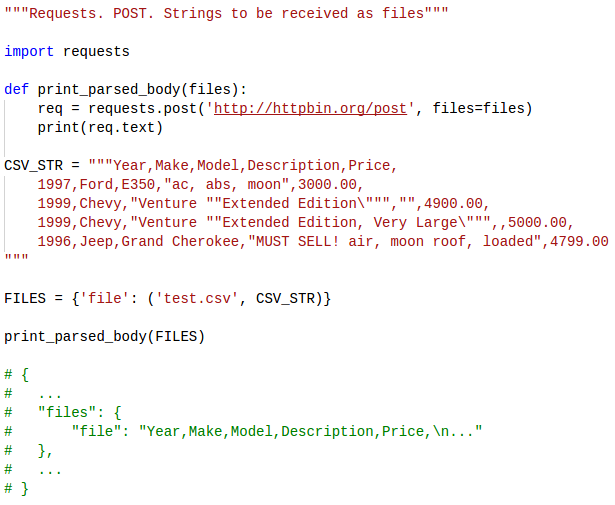 """Requests. POST. Strings to be received as files"""
import requests
def print_parsed_body(files):
    req = requests.post('http://httpbin.org/post', files=files)
    print(req.text)
CSV_STR = """Year,Make,Model,Description,Price,
    1997,Ford,E350,"ac, abs, moon",3000.00,
    1999,Chevy,"Venture ""Extended Edition\""","",4900.00,
    1999,Chevy,"Venture ""Extended Edition, Very Large\""",,5000.00,
    1996,Jeep,Grand Cherokee,"MUST SELL! air, moon roof, loaded",4799.00
"""
FILES = {'file': ('test.csv', CSV_STR)}
print_parsed_body(FILES)
# {
#   ...
#   "files": {
#       "file": "Year,Make,Model,Description,Price,\n..."
#   },
#   ...
# }